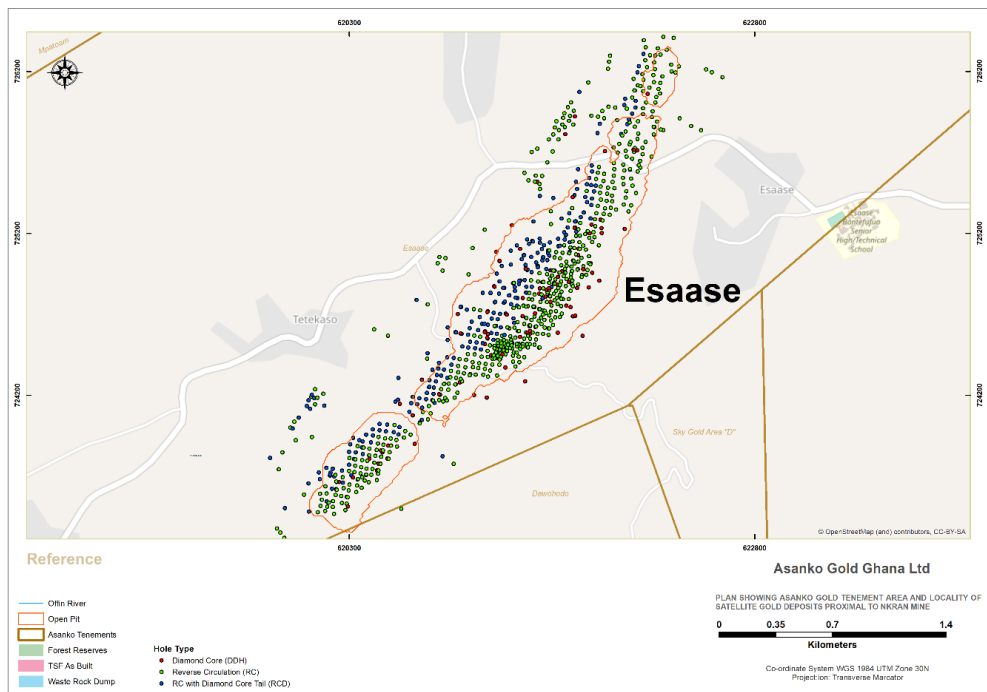 620300
622800
Mpatoam
726200
726200
Esaase
Esaase
Bontefufuo
Senior
High/Technical
School
725200
725200
Esaase
Esaase
Tetekaso
724200
724200
Sky Gold Area "D"
Dawohodo
© OpenStreetMap (and) contributors, CC-BY-SA
620300
622800
Reference
Asanko Gold Ghana Ltd
PLAN SHOWING ASANKO GOLD TENEMENT AREA AND LOCALITY OF
SATELLITE GOLD DEPOSITS PROXIMAL TO NKRAN MINE
Offin River
Open Pit
Asanko Tenements
Forest Reserves
TSF As Built
Waste Rock Dump
Hole Type
Diamond Core (DDH)
Reverse Circulation (RC)
RC with Diamond Core Tail (RCD)
0 0.35 0.7 1.4
Kilometers
Co-ordinate System WGS 1984 UTM Zone 30N
Projection: Transverse Marcator